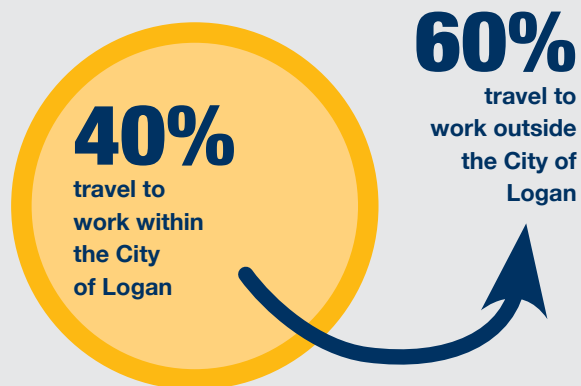 40%
travel to
work within
the City
of Logan
60%
travel to
work outside
the City of
Logan